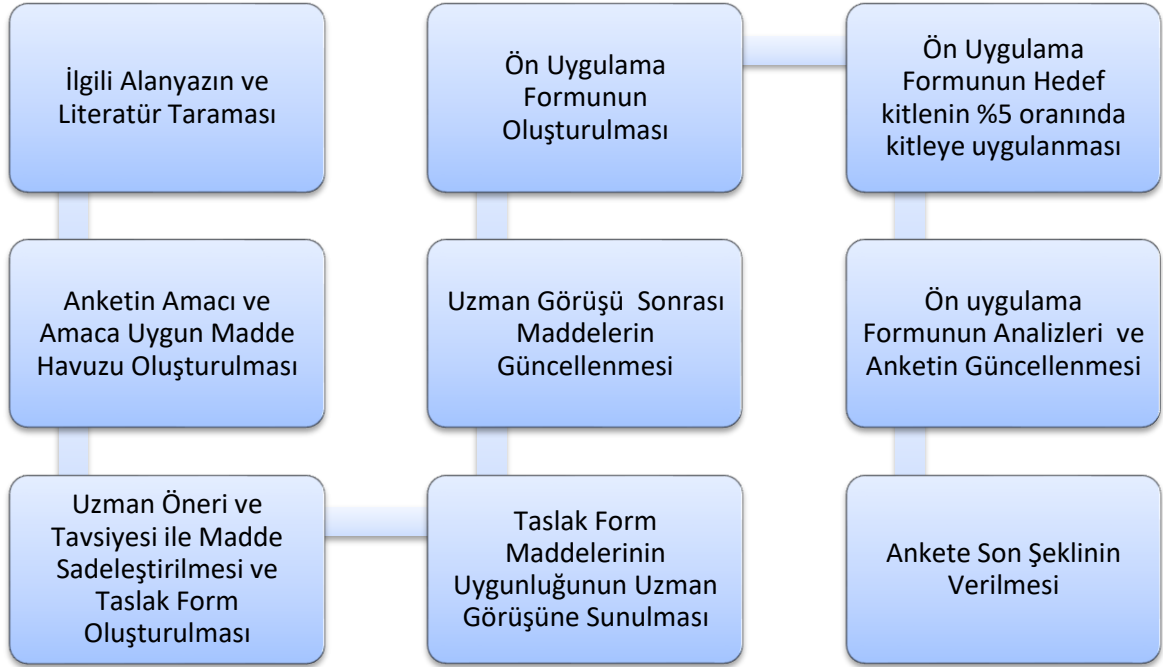 İlgili Alanyazın ve
Literatür Taraması
Anketin Amacı ve
Amaca Uygun Madde
Havuzu Oluşturulması
Uzman Öneri ve
Tavsiyesi ile Madde
Sadeleştirilmesi ve
Taslak Form
Oluşturulması
Taslak Form
Maddelerinin
Uygunluğunun Uzman
Görüşüne Sunulması
Uzman Görüşü Sonrası
Maddelerin
Güncellenmesi
Ön Uygulama
Formunun
Oluşturulması
Ön Uygulama
Formunun Hedef
kitlenin %5 oranında
kitleye uygulanması
Ön uygulama
Formunun Analizleri ve
Anketin Güncellenmesi
Ankete Son Şeklinin
Verilmesi